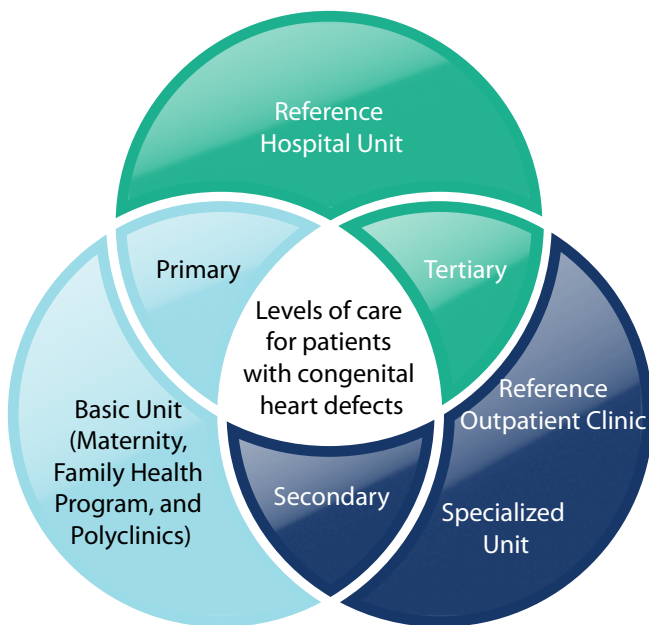 Reference
Hospital Unit
Primary
Tertiary
Levels of care
for patients
with congenital
heart defects
Basic Unit
(Maternity,
Family Health
Program, and
Polyclinics)
Reference
Outpatient Clinic
Secondary
Specialized
Unit